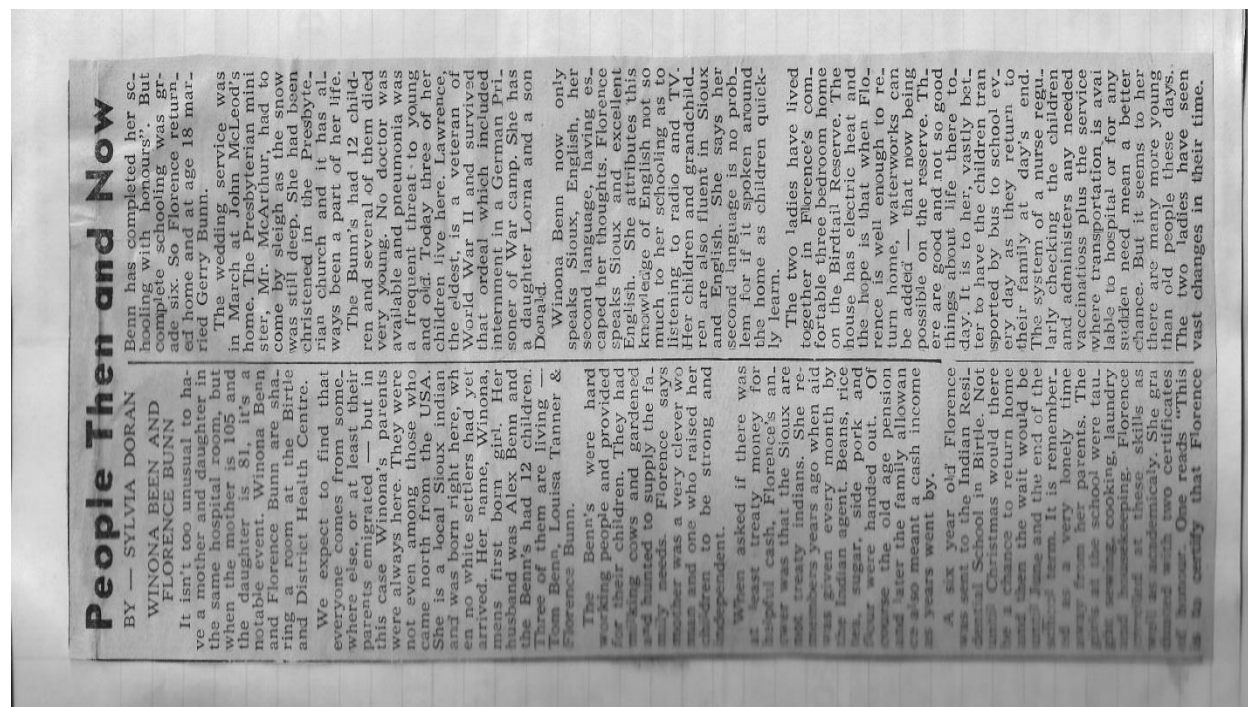 People Then and Now
BY — SYLVIA DORAN
WINONA BEEN AND
FLORENCE BUNN
It isn't too unusual to ha-
ve a mother and daughter in
the same hospital room, but
when the mother is 105 and
the daughter is 81, it's a
notable event. Winona Benn
and Florence Bunn are sha-
ring a room at the Birtle
and District Health Centre.
We expect to find that
everyone comes from some-
where else, or at least their
parents emigrated — but in
this case Winona's parents
were always here. They were
not even among those who
came north from the USA.
She is a local Sioux indian
and was born right here, wh
en no white settlers had yet
arrived. Her name, Winona,
means first born girl. Her
husband was Alex Benn and
the Benn's had 12 children.
Three of them are living —
Tom Benn, Louisa Tanner &
Florence Bunn.
The Benn's were hard
working people and provided
for their children. They had
milking cows and gardened
and hunted to supply the fa-
mily needs. Florence says
mother was a very clever wo
man and one who raised her
children to be strong and
independent.
When asked if there was
at least treaty money for
helpful cash, Florence's an-
swer was that the Sioux are
not treaty indians. She re-
members years ago when aid
was given every month by
the Indian agent. Beans, rice
tea, sugar, side pork and
flour were handed out. Of
course the old age pension
and later the family allowan
ce also meant a cash income
as years went by.
A six year old Florence
was sent to the Indian Resi-
dential School in Birtle. Not
until Christmas would there
be a chance to return home
and then the wait would be
until June and the end of the
school term. It is remember-
ed as a very lonely time
away from her parents. The
girls at the school were tau-
ght sewing, cooking, laundry
and housekeeping. Florence
excelled at these skills as
well as academically. She gra
duated with two certificates
of honour. One reads "This
is to certify that Florence
Benn has completed her sc-
hooling with honours". But
complete schooling was gr-
ade six. So Florence return-
ed home and at age 18 mar-
ried Gerry Bunn.
The wedding service was
in March at John McLeod's
home. The Presbyterian mini
ster, Mr. McArthur, had to
come by sleigh as the snow
was still deep. She had been
christened in the Presbyte-
rian church and it has al-
ways been a part of her life.
The Bunn's had 12 child-
ren and several of them died
very young. No doctor was
available and pneumonia was
a frequent threat to young
and old. Today three of her
children live here. Lawrence,
the oldest, is a veteran of
World War II and survived
that ordeal which included
internment in a German Pri-
soner of War camp. She has
a daughter Lorna and a son
Donald.
Winona Benn now only
speaks Sioux, English, her
second language, having es-
caped her thoughts. Florence
speaks Sioux and excellent
English. She attributes this
knowledge of English not so
much to her schooling as to
listening to radio and TV.
Her children and grandchild-
ren are also fluent in Sioux
and English. She says her
second language is no prob-
lem for if it spoken around
the home as children quick-
ly learn.
The two ladies have lived
together in Florence's com-
fortable three bedroom home
on the Birdtail Reserve. The
house has electric heat and
the hope is that when Flo-
rence is well enough to re-
turn home, waterworks can
be added — that now being
possible on the reserve. Th-
ere are good and not so good
things about life there to-
day. It is to her, vastly bet-
ter to have the children tran
sported by bus to school ev-
ery day as they return to
their family at day's end.
The system of a nurse regu-
larly checking the children
and administers any needed
vaccinations plus the service
where transportation is avai
lable to hospital or for any
sudden need mean a better
chance. But it seems to her
there are many more young
than old people these days.
The two ladies have seen
vast changes in their time.